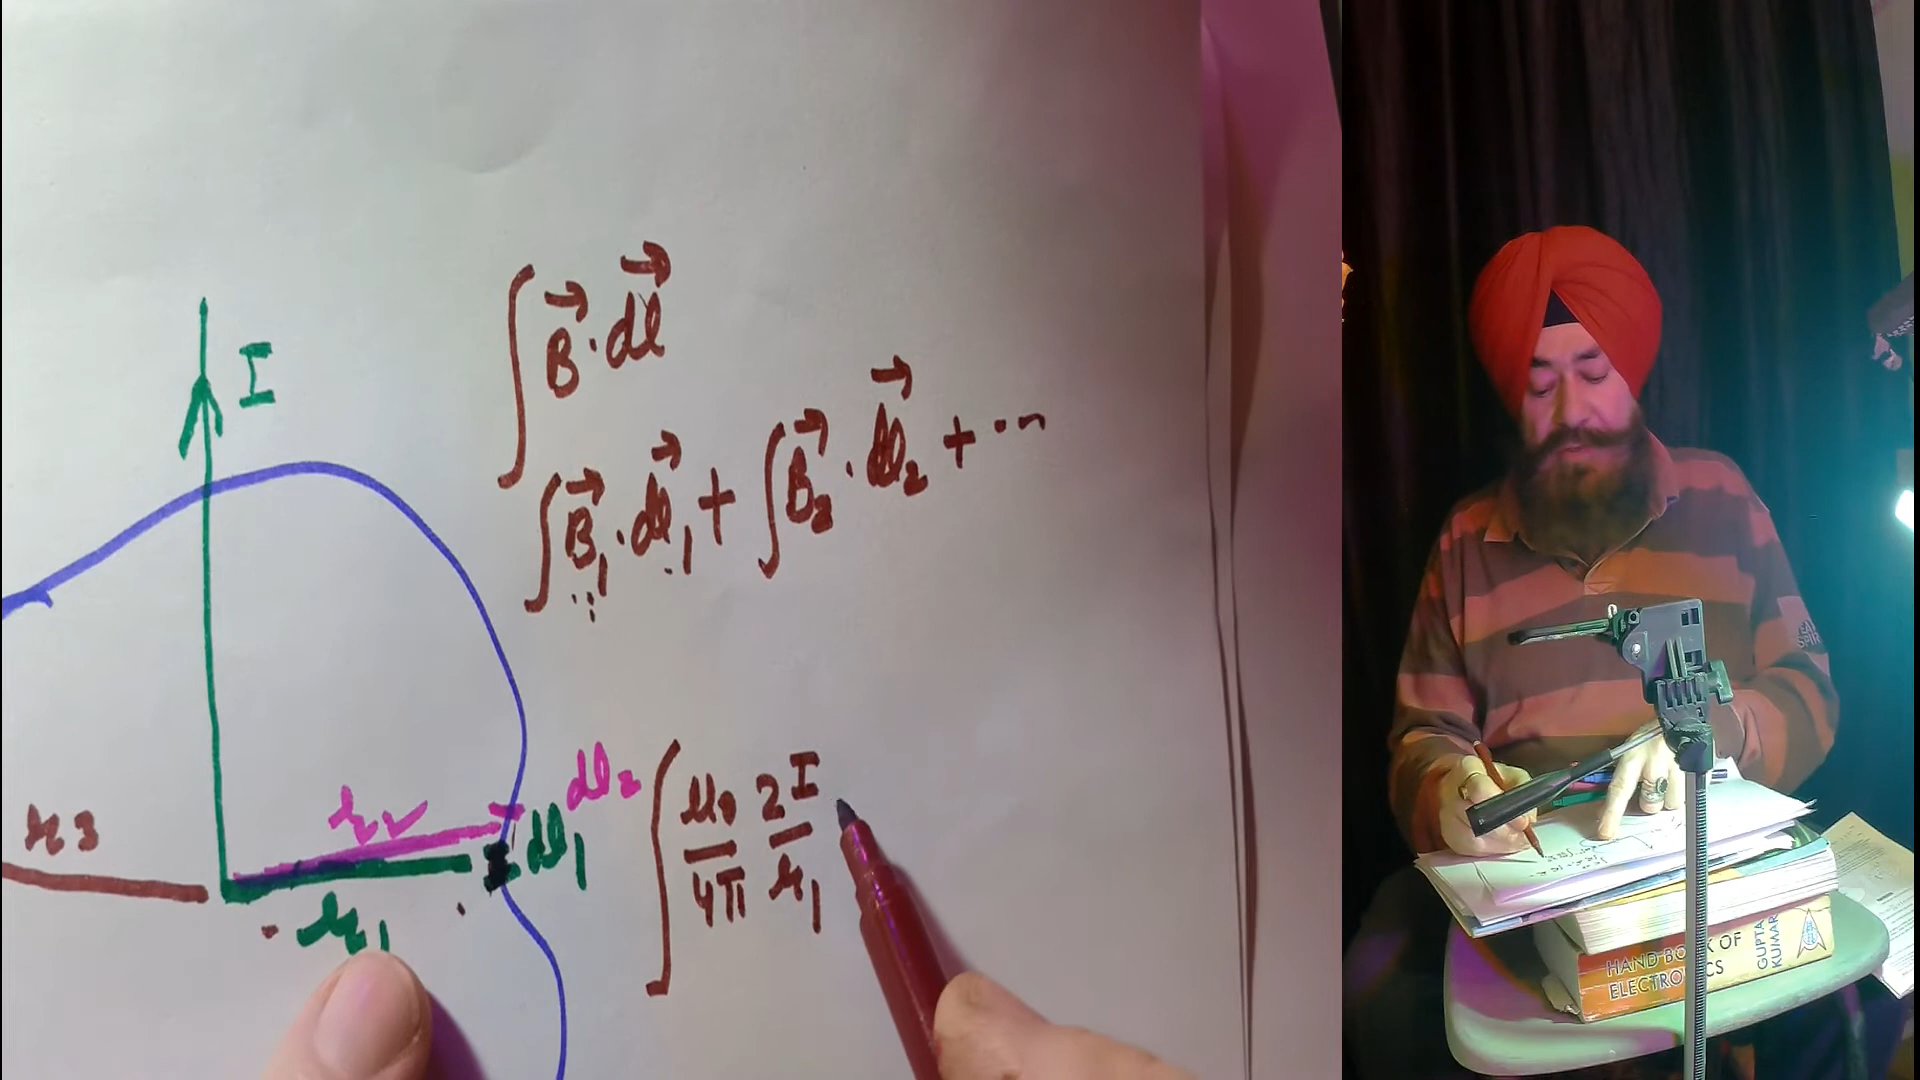 I
∫ B⃗ · dl⃗
∫ B⃗₁ · dl⃗₁ + ∫ B⃗₂ · dl⃗₂ + ...
r₃
r₂
dl₂
dl₁
r₁
∫ μ₀/4π 2I/r₁
HAND BOOK OF
ELECTRONICS
GUPTA
KUMAR